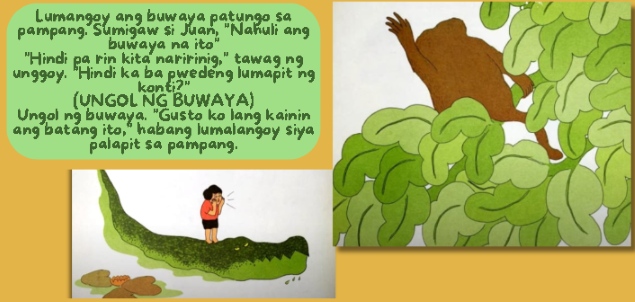 Lumangoy ang buwaya patungo sa
pampang. Sumigaw si Juan, "Nahuli ang
buwaya na ito"
"Hindi pa rin kita naririnig," tawag ng
unggoy. "Hindi ka ba pwedeng lumapit ng
konti?"
(UNGOL NG BUWAYA)
Ungol ng buwaya. "Gusto ko lang kainin
ang batang ito," habang lumalangoy siya
palapit sa pampang.